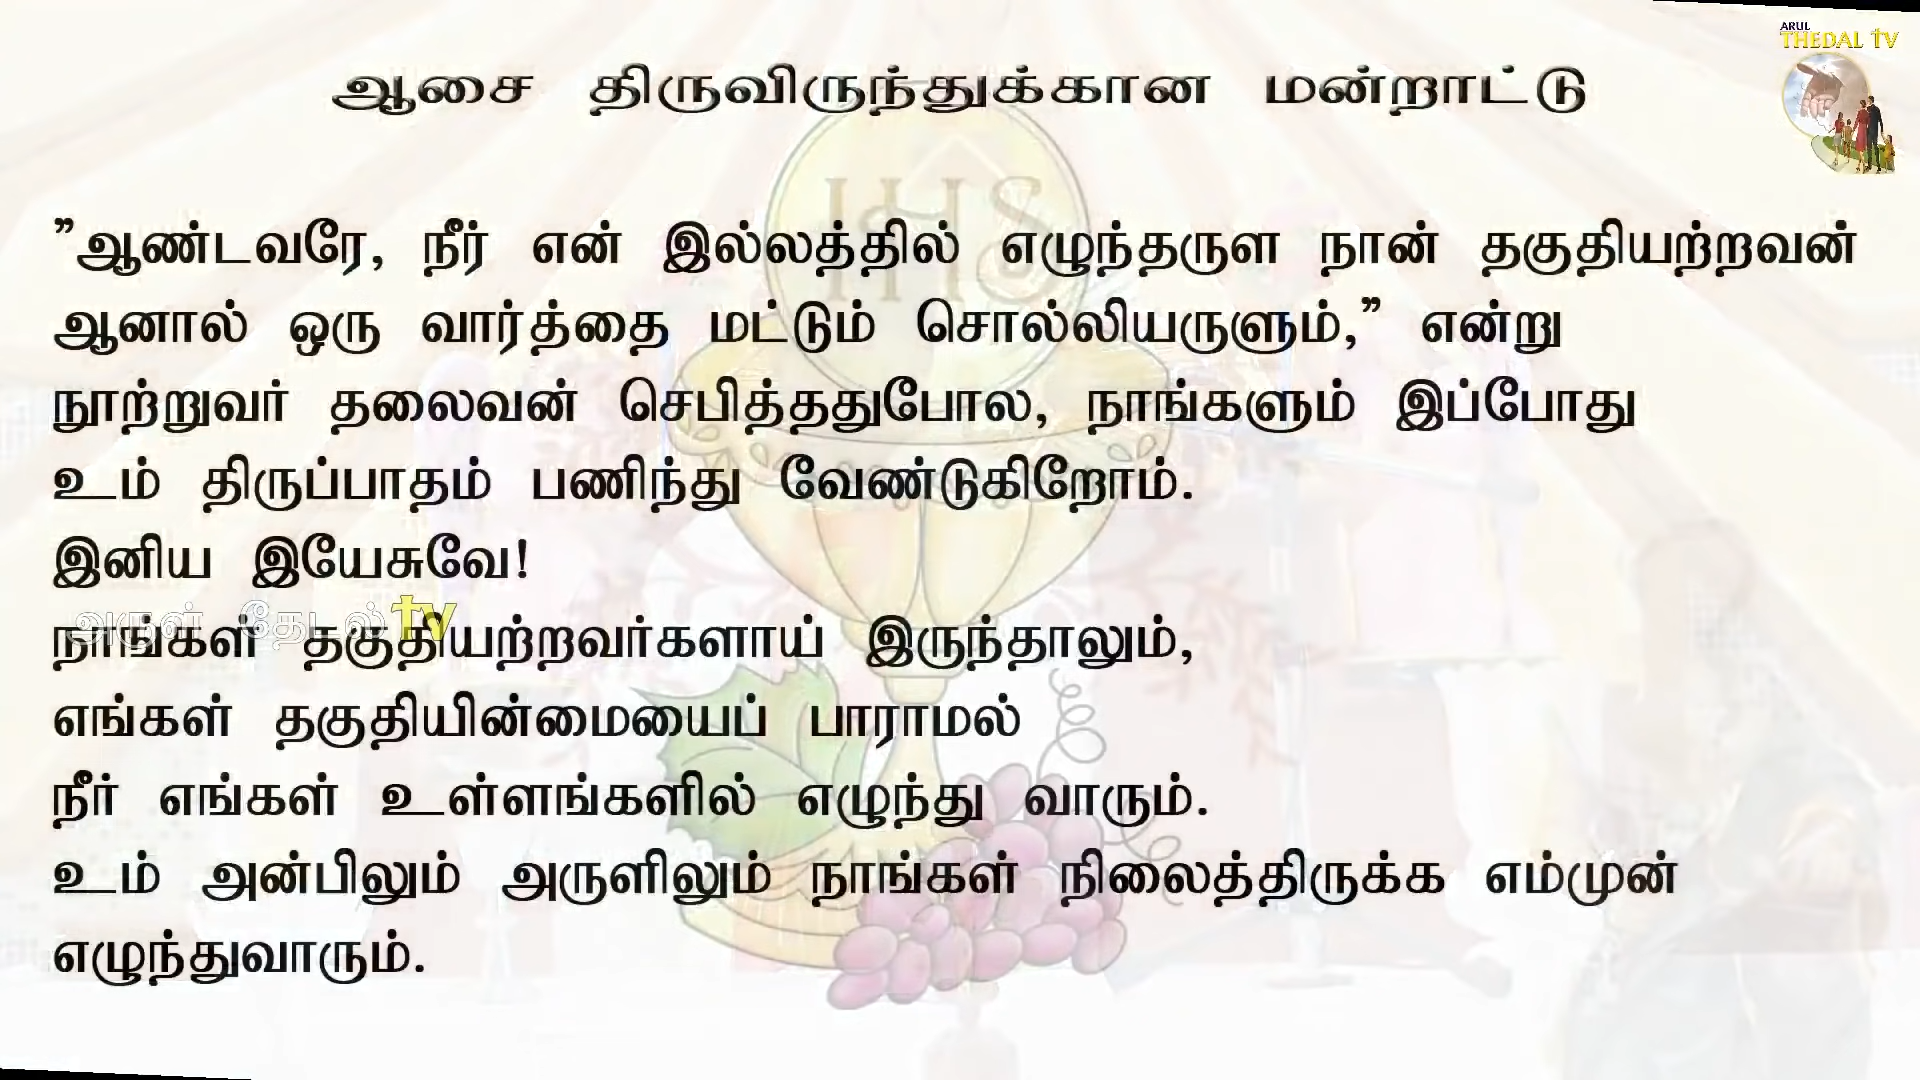 ARUL
THEDAL TV
ஆசை திருவிருந்துக்கான மன்றாட்டு
IHS
"ஆண்டவரே, நீர் என் இல்லத்தில் எழுந்தருள நான் தகுதியற்றவன்
ஆனால் ஒரு வார்த்தை மட்டும் சொல்லியருளும்," என்று
நூற்றுவர் தலைவன் செபித்ததுபோல, நாங்களும் இப்போது
உம் திருப்பாதம் பணிந்து வேண்டுகிறோம்.
இனிய இயேசுவே!
அருள் தேடல் TV
நாங்கள் தகுதியற்றவர்களாய் இருந்தாலும்,
எங்கள் தகுதியின்மையைப் பாராமல்
நீர் எங்கள் உள்ளங்களில் எழுந்து வாரும்.
உம் அன்பிலும் அருளிலும் நாங்கள் நிலைத்திருக்க எம்முன்
எழுந்துவாரும்.